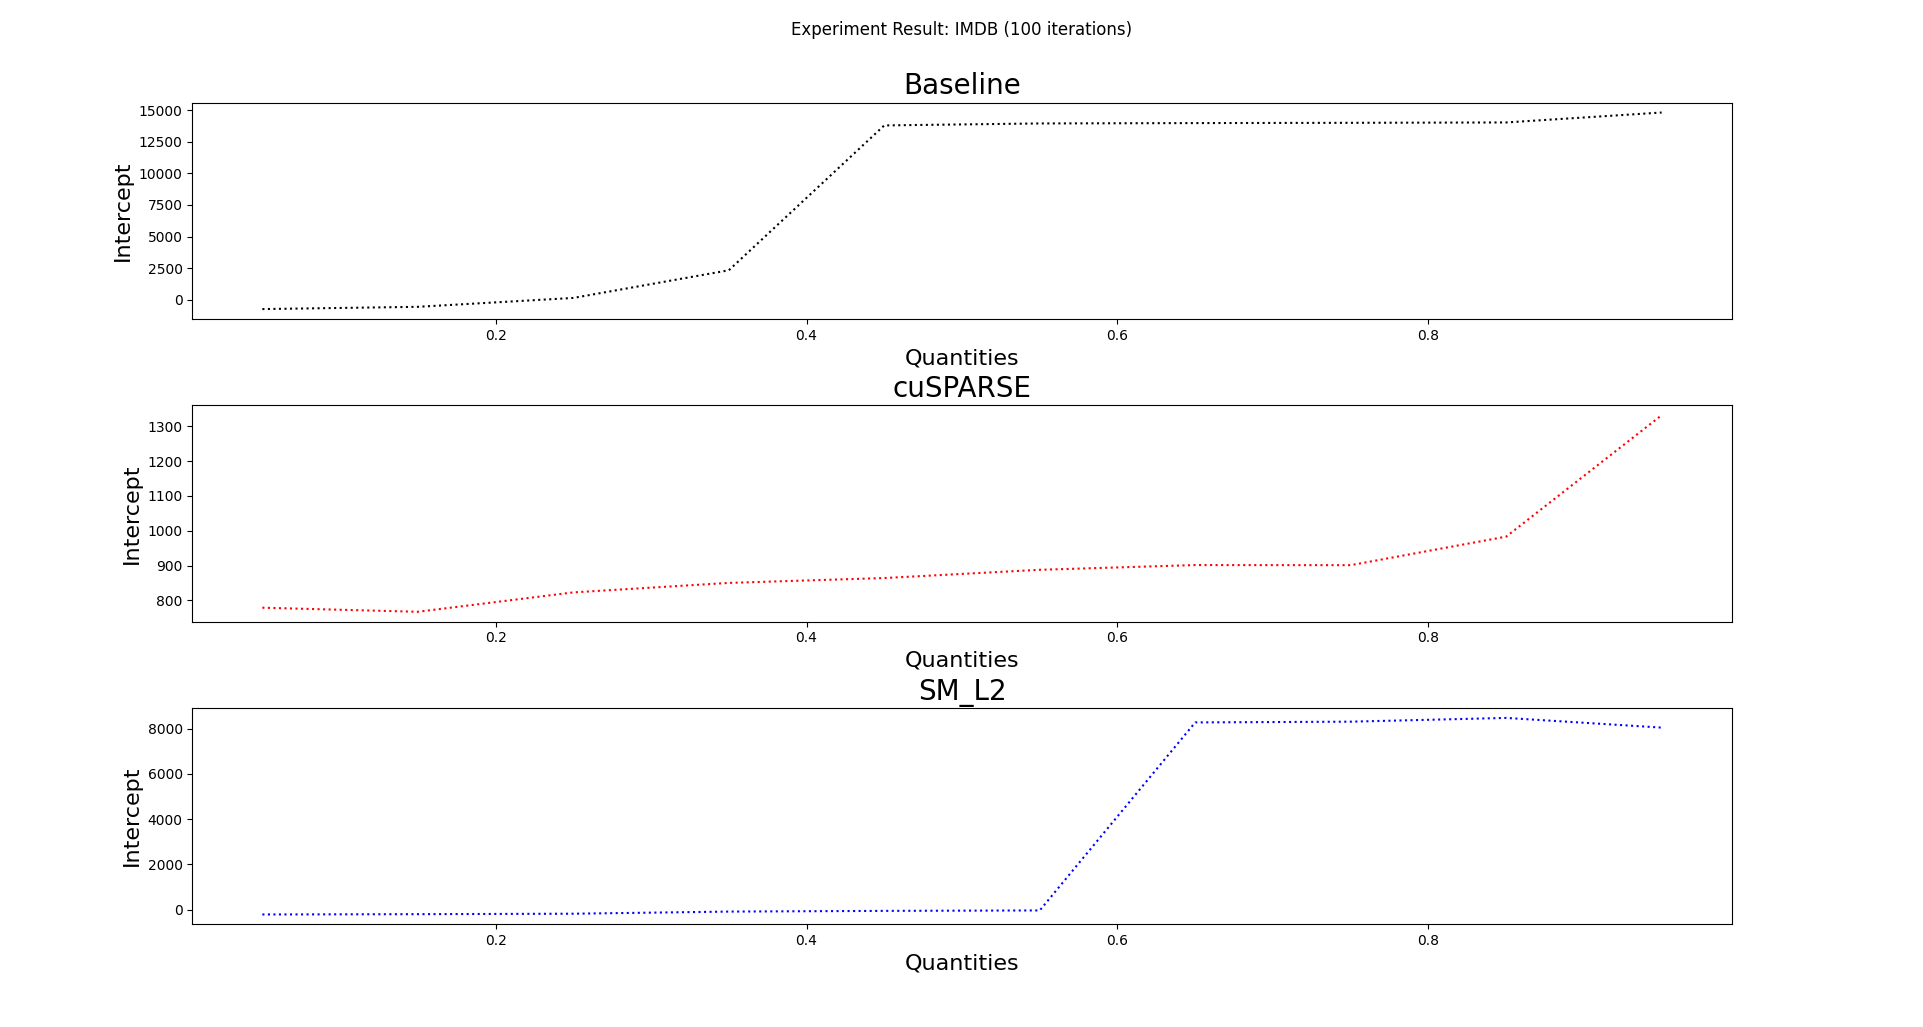 Experiment Result: IMDB (100 iterations)
Baseline
15000
12500
10000
7500
5000
2500
0
Intercept
0.2 0.4 0.6 0.8
Quantities
cuSPARSE
1300
1200
1100
1000
900
800
Intercept
0.2 0.4 0.6 0.8
Quantities
SM_L2
8000
6000
4000
2000
0
Intercept
0.2 0.4 0.6 0.8
Quantities